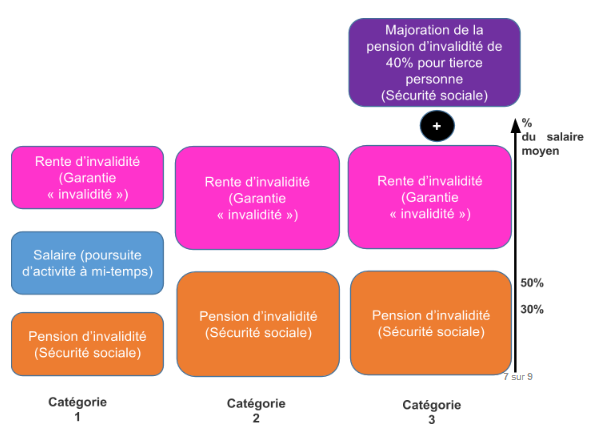 Majoration de la
pension d'invalidité de
40% pour tierce
personne
(Sécurité sociale)
+
%
du salaire
moyen
Rente d'invalidité
(Garantie
« invalidité »)
Rente d'invalidité
(Garantie
« invalidité »)
Rente d'invalidité
(Garantie
« invalidité »)
Salaire (poursuite
d'activité à mi-temps)
50%
30%
Pension d'invalidité
(Sécurité sociale)
Pension d'invalidité
(Sécurité sociale)
Pension d'invalidité
(Sécurité sociale)
7 sur 9
Catégorie
1
Catégorie
2
Catégorie
3